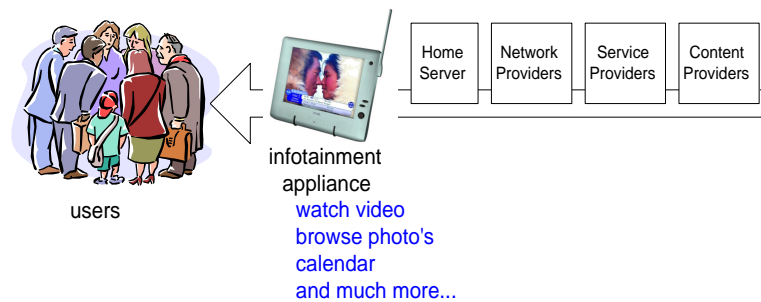 Home
Server
Network
Providers
Service
Providers
Content
Providers
infotainment
appliance
watch video
browse photo's
calendar
and much more...
users